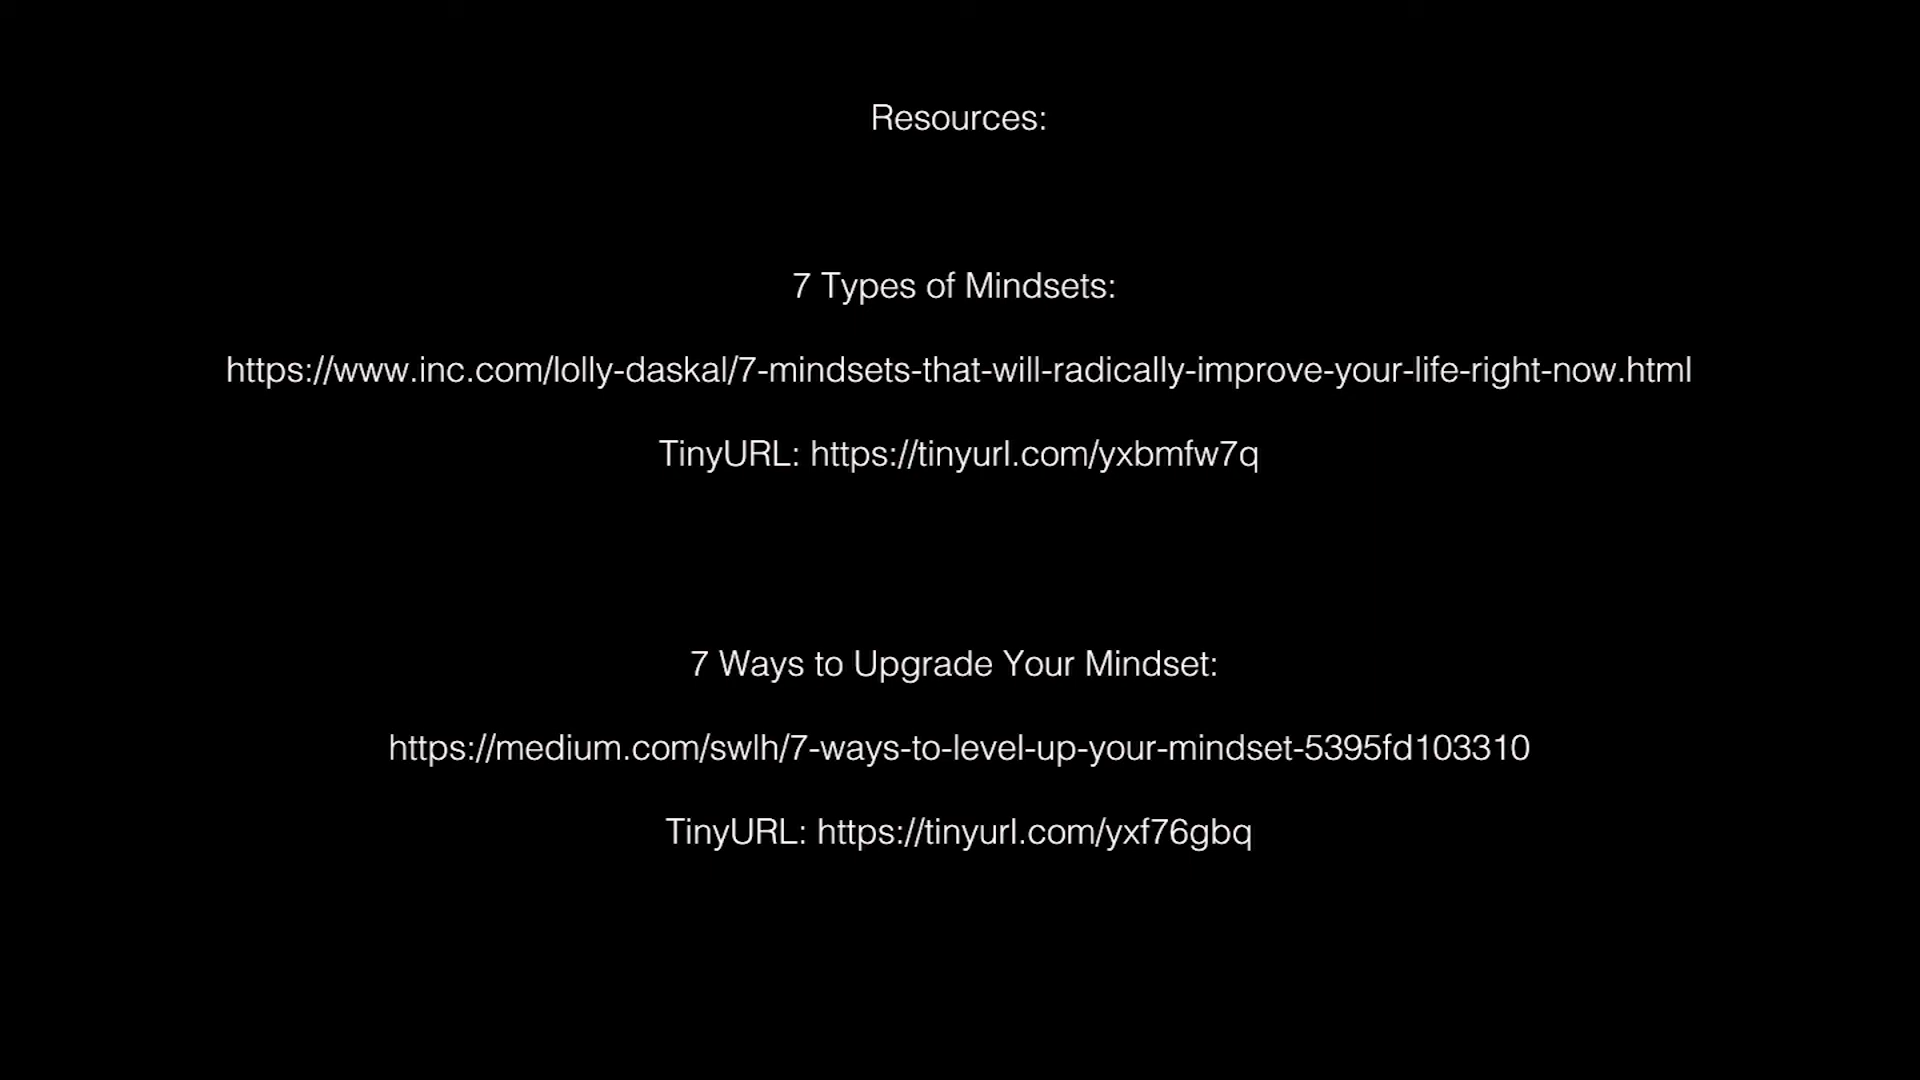 Resources:
7 Types of Mindsets:
https://www.inc.com/lolly-daskal/7-mindsets-that-will-radically-improve-your-life-right-now.html
TinyURL: https://tinyurl.com/yxbmfw7q
7 Ways to Upgrade Your Mindset:
https://medium.com/swlh/7-ways-to-level-up-your-mindset-5395fd103310
TinyURL: https://tinyurl.com/yxf76gbq